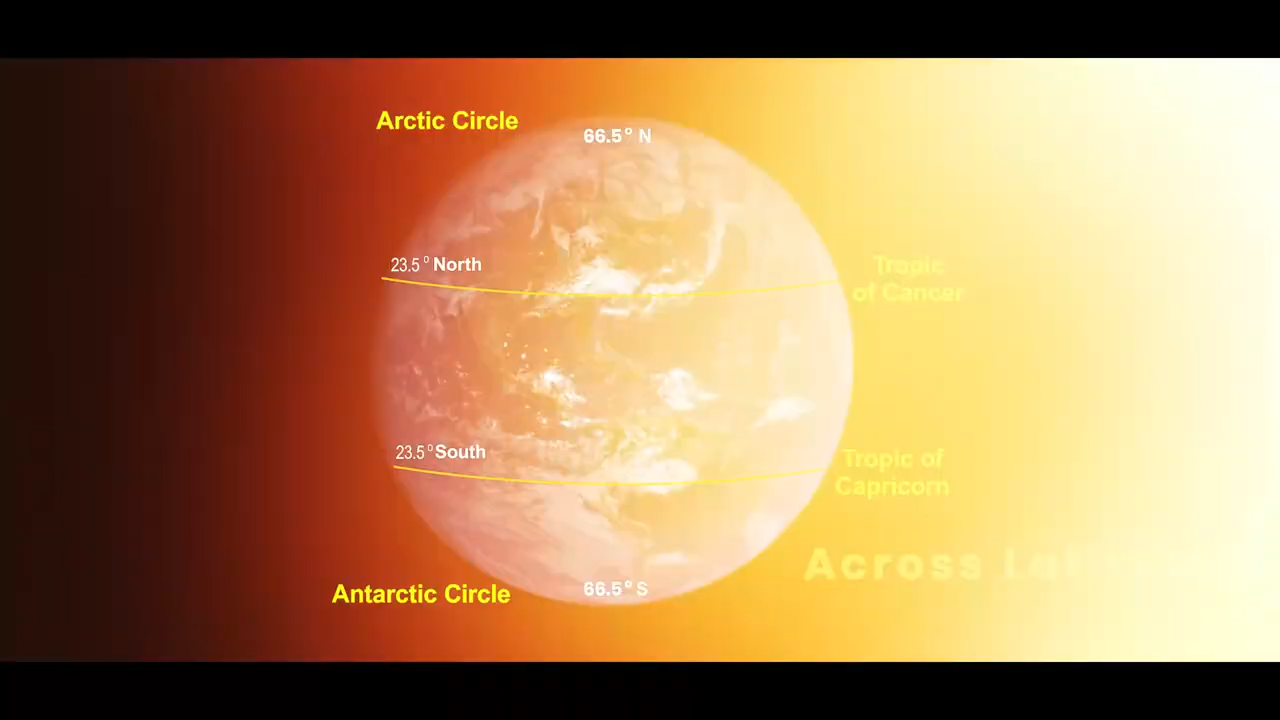 Arctic Circle
66.5° N
23.5° North
Tropic
of Cancer
23.5° South
Tropic of
Capricorn
Across
Antarctic Circle
66.5° S